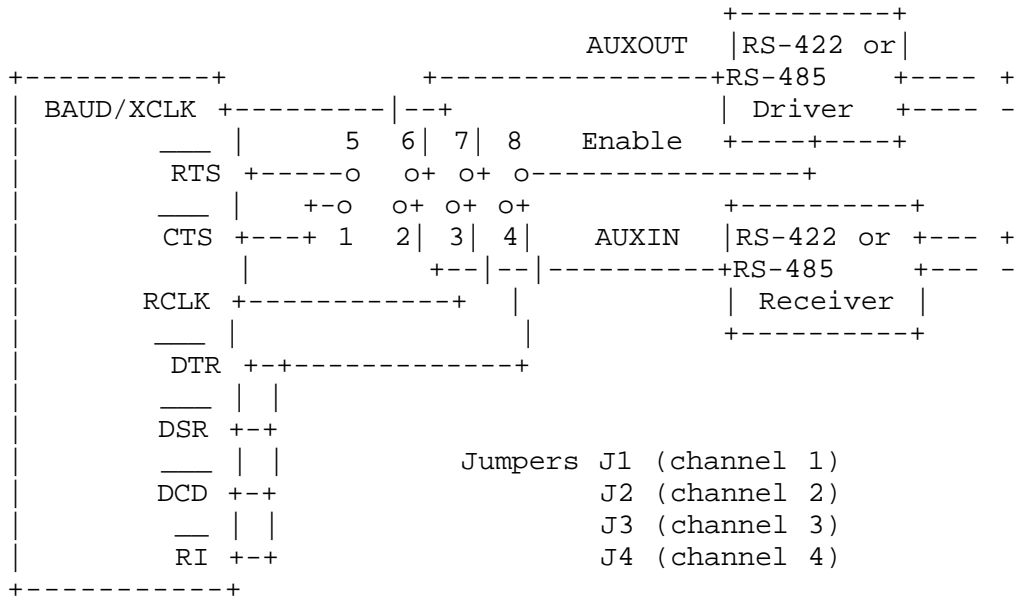 AUXOUT RS-422 or
RS-485
BAUD/XCLK Driver + -
5 6 7 8 Enable
RTS o o o o
o o o o
CTS 1 2 3 4 AUXIN RS-422 or +
RS-485 -
RCLK Receiver
DTR
DSR
Jumpers J1 (channel 1)
DCD J2 (channel 2)
J3 (channel 3)
RI J4 (channel 4)